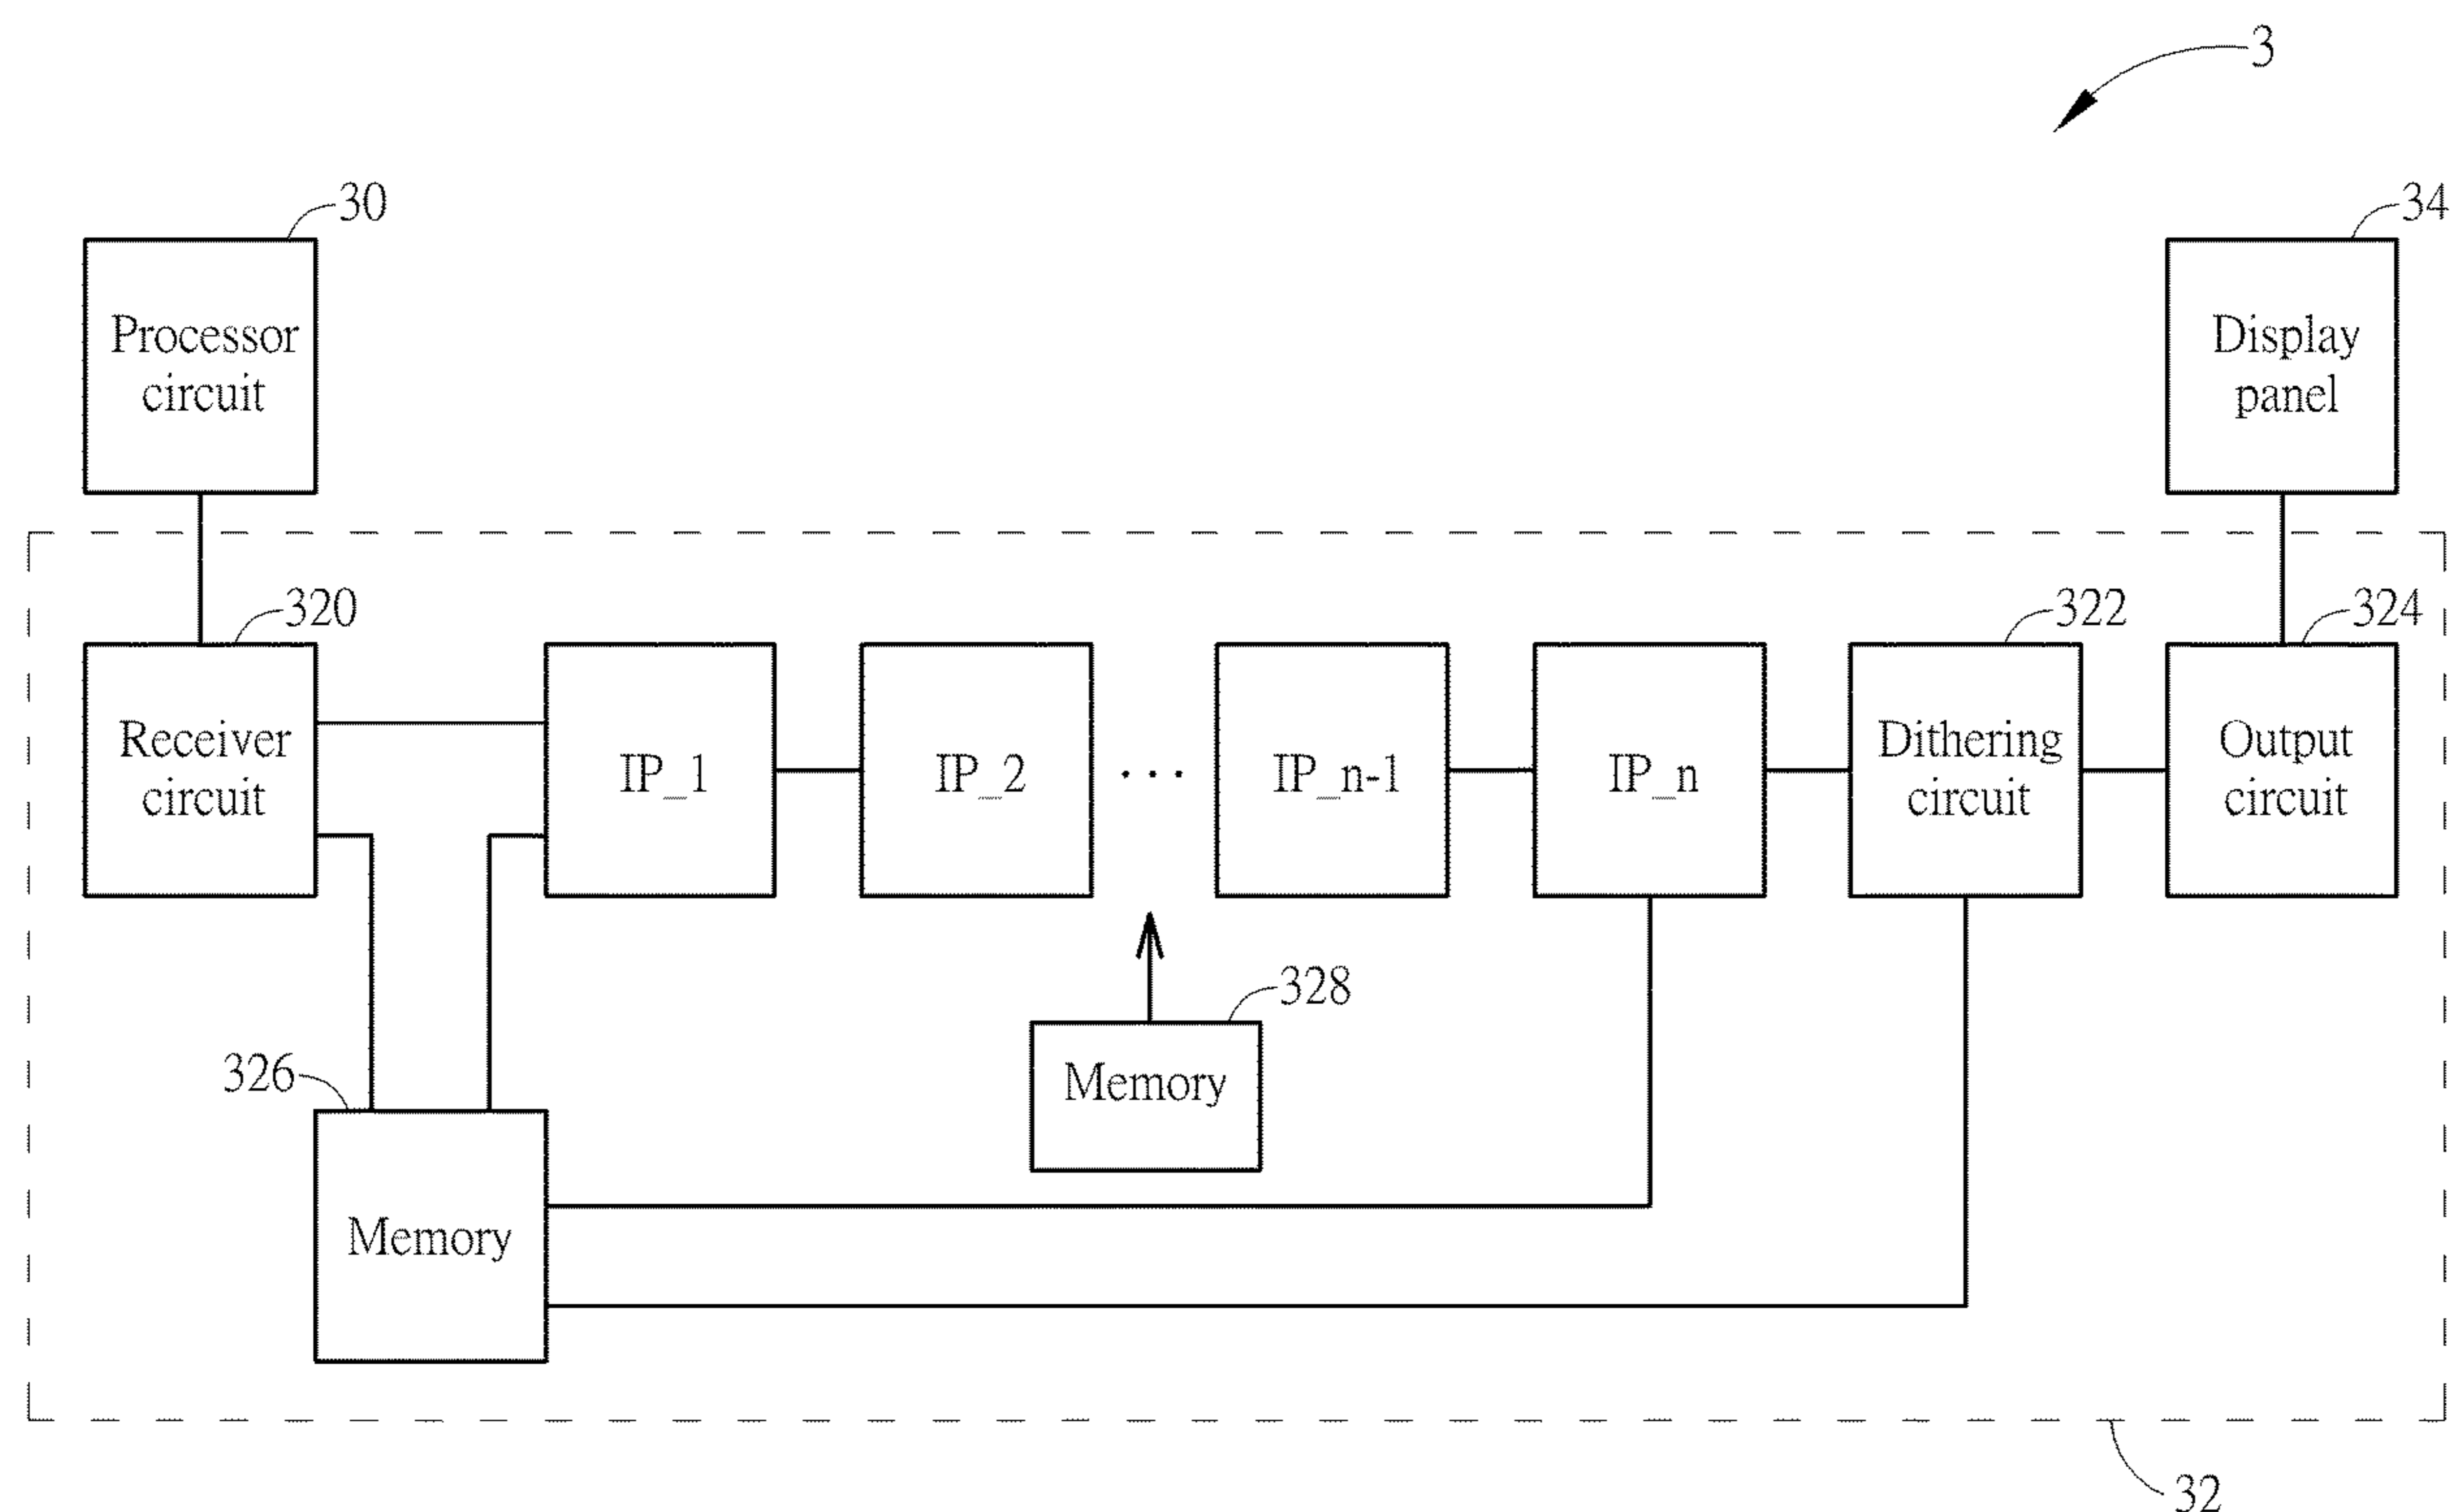 3
30
34
Processor
circuit
Display
panel
320
322
324
Receiver
circuit
IP_1
IP_2
...
IP_n-1
IP_n
Dithering
circuit
Output
circuit
328
Memory
326
Memory
32